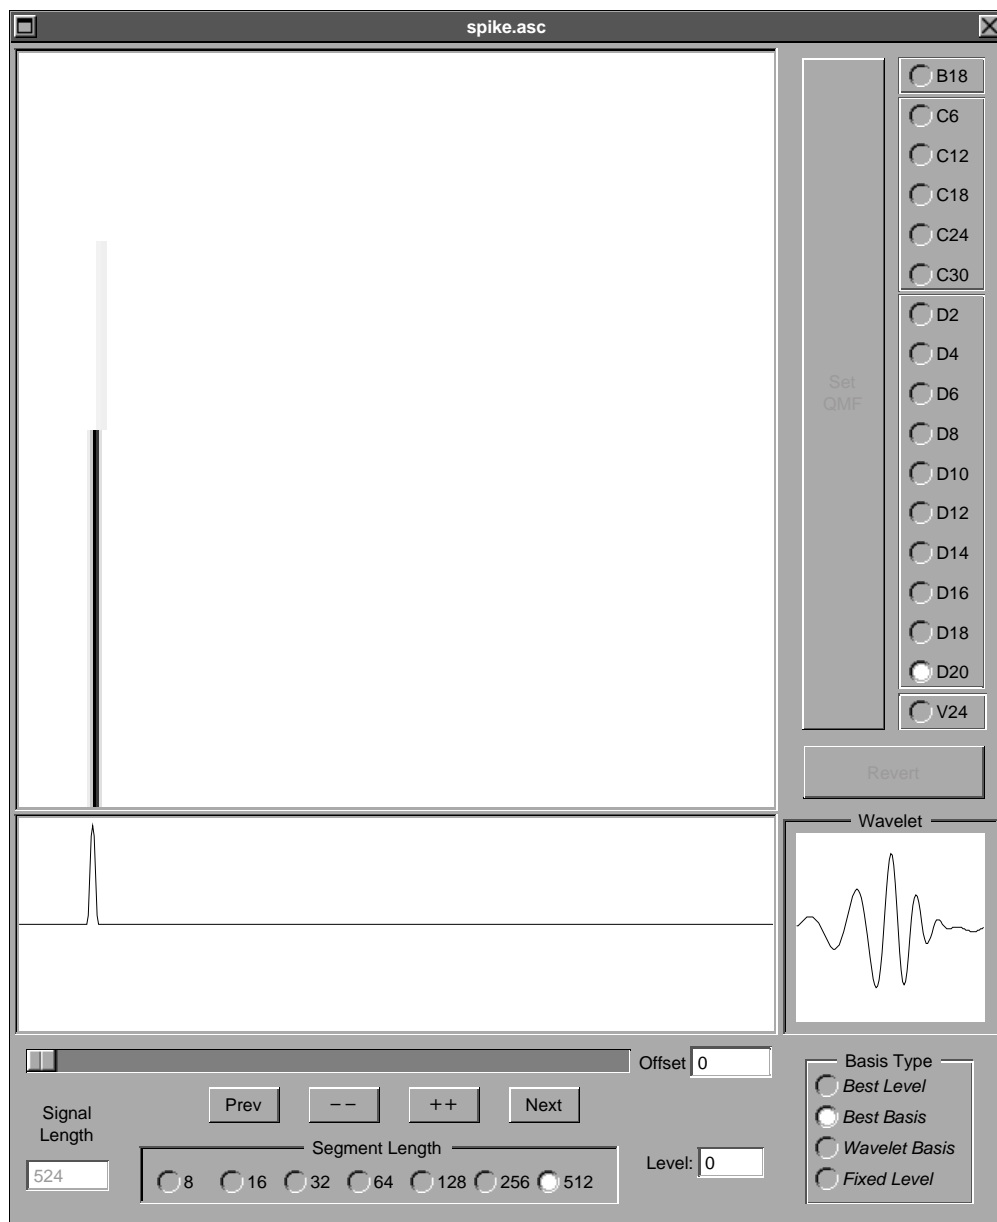 spike.asc
B18
C6
C12
C18
C24
C30
D2
D4
Set
QMF
D6
D8
D10
D12
D14
D16
D18
D20
V24
Revert
Wavelet
Offset 0
Basis Type
Best Level
Best Basis
Wavelet Basis
Fixed Level
Prev -- ++ Next
Signal
Length
524
Segment Length
8 16 32 64 128 256 512
Level: 0